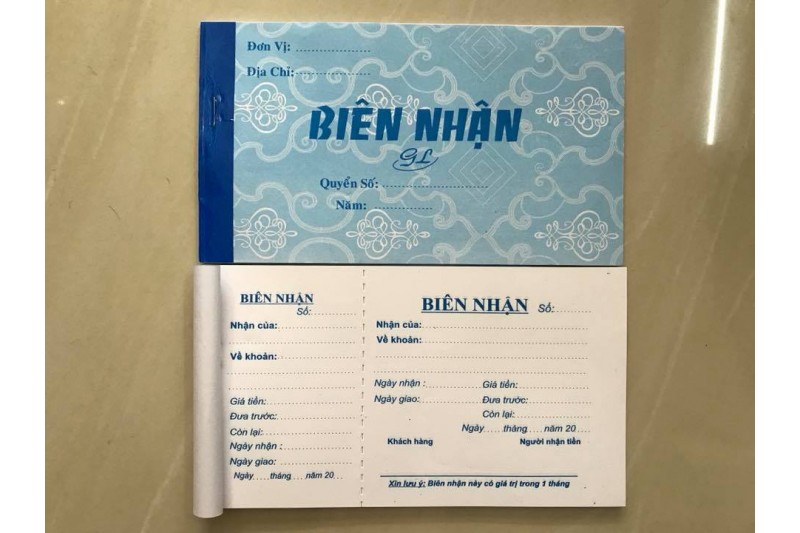 Đơn Vị: ........................
Địa Chỉ: ........................
BIÊN NHẬN
GL
Quyển Số: ........................
Năm: ........................
BIÊN NHẬN
Số: ............
Nhận của: ........................
Về khoản: ........................
Giá tiền: ........................
Đưa trước: ........................
Còn lại: ........................
Ngày nhận : ........................
Ngày giao: ........................
Ngày.....tháng....năm 20....
BIÊN NHẬN Số: ............
Nhận của: ........................
Về khoản: ........................
Ngày nhận : ............ Giá tiền: ............
Ngày giao: ............ Đưa trước: ............
Còn lại: ............
Ngày.....tháng....năm 20....
Khách hàng Người nhận tiền
Xin lưu ý: Biên nhận này có giá trị trong 1 tháng